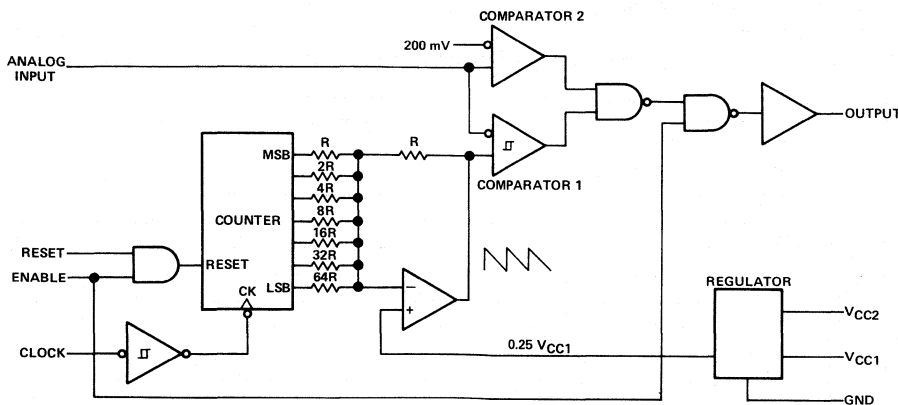 COMPARATOR 2
200 mV
ANALOG
INPUT
OUTPUT
MSB
R
R
2R
COMPARATOR 1
4R
COUNTER
8R
16R
RESET
RESET
32R
ENABLE
LSB
64R
CK
REGULATOR
−
+
VCC2
CLOCK
0.25 VCC1
VCC1
GND